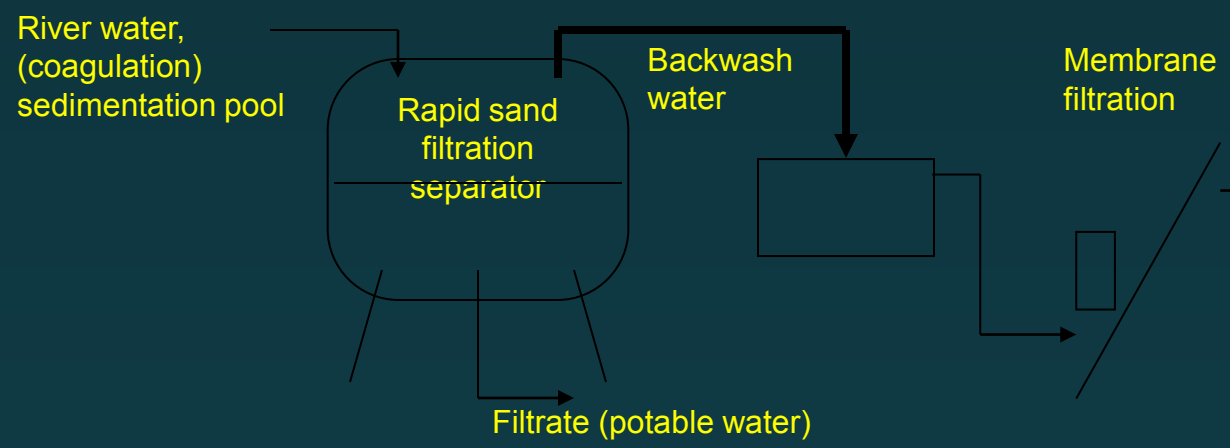 River water,
(coagulation)
sedimentation pool
Rapid sand
filtration
separator
Backwash
water
Membrane
filtration
Filtrate (potable water)